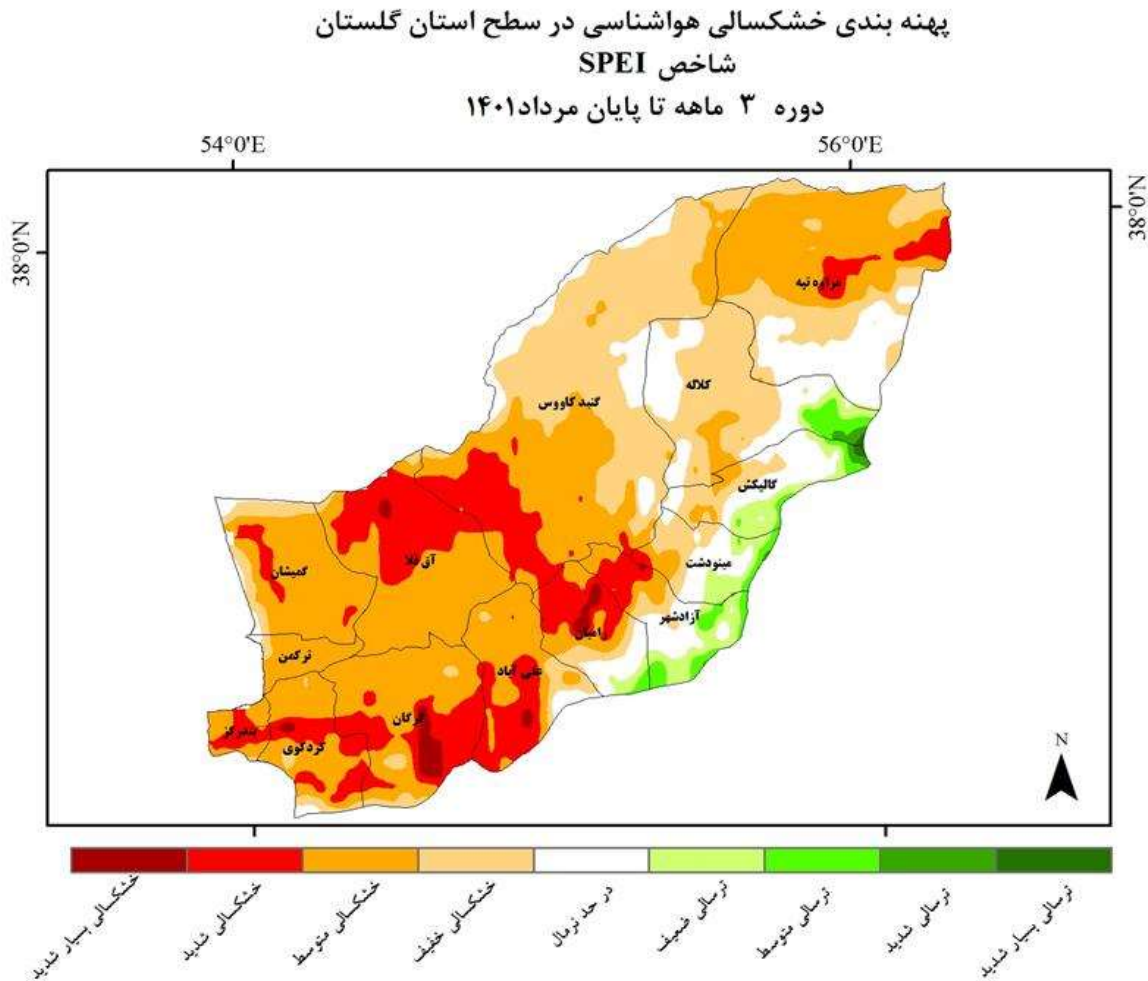 پهنه بندی خشکسالی هواشناسی در سطح استان گلستان
شاخص SPEI
دوره ۳ ماهه تا پایان مرداد۱۴۰۱
54°0'E
56°0'E
38°0'N
38°0'N
مراوه تپه
کلاله
گنبد کاووس
گالیکش
آق قلا
گمیشان
مینودشت
آزادشهر
رامیان
ترکمن
علی آباد
گرگان
بندرگز
کردکوی
N
خشکسالی بسیار شدید
خشکسالی شدید
خشکسالی متوسط
خشکسالی خفیف
در حد نرمال
ترسالی ضعیف
ترسالی متوسط
ترسالی شدید
ترسالی بسیار شدید